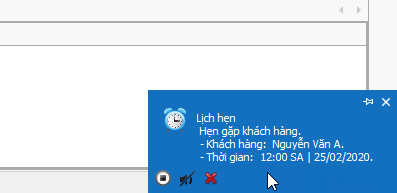 Lịch hẹn
Hẹn gặp khách hàng.
- Khách hàng: Nguyễn Văn A.
- Thời gian: 12:00 SA | 25/02/2020.